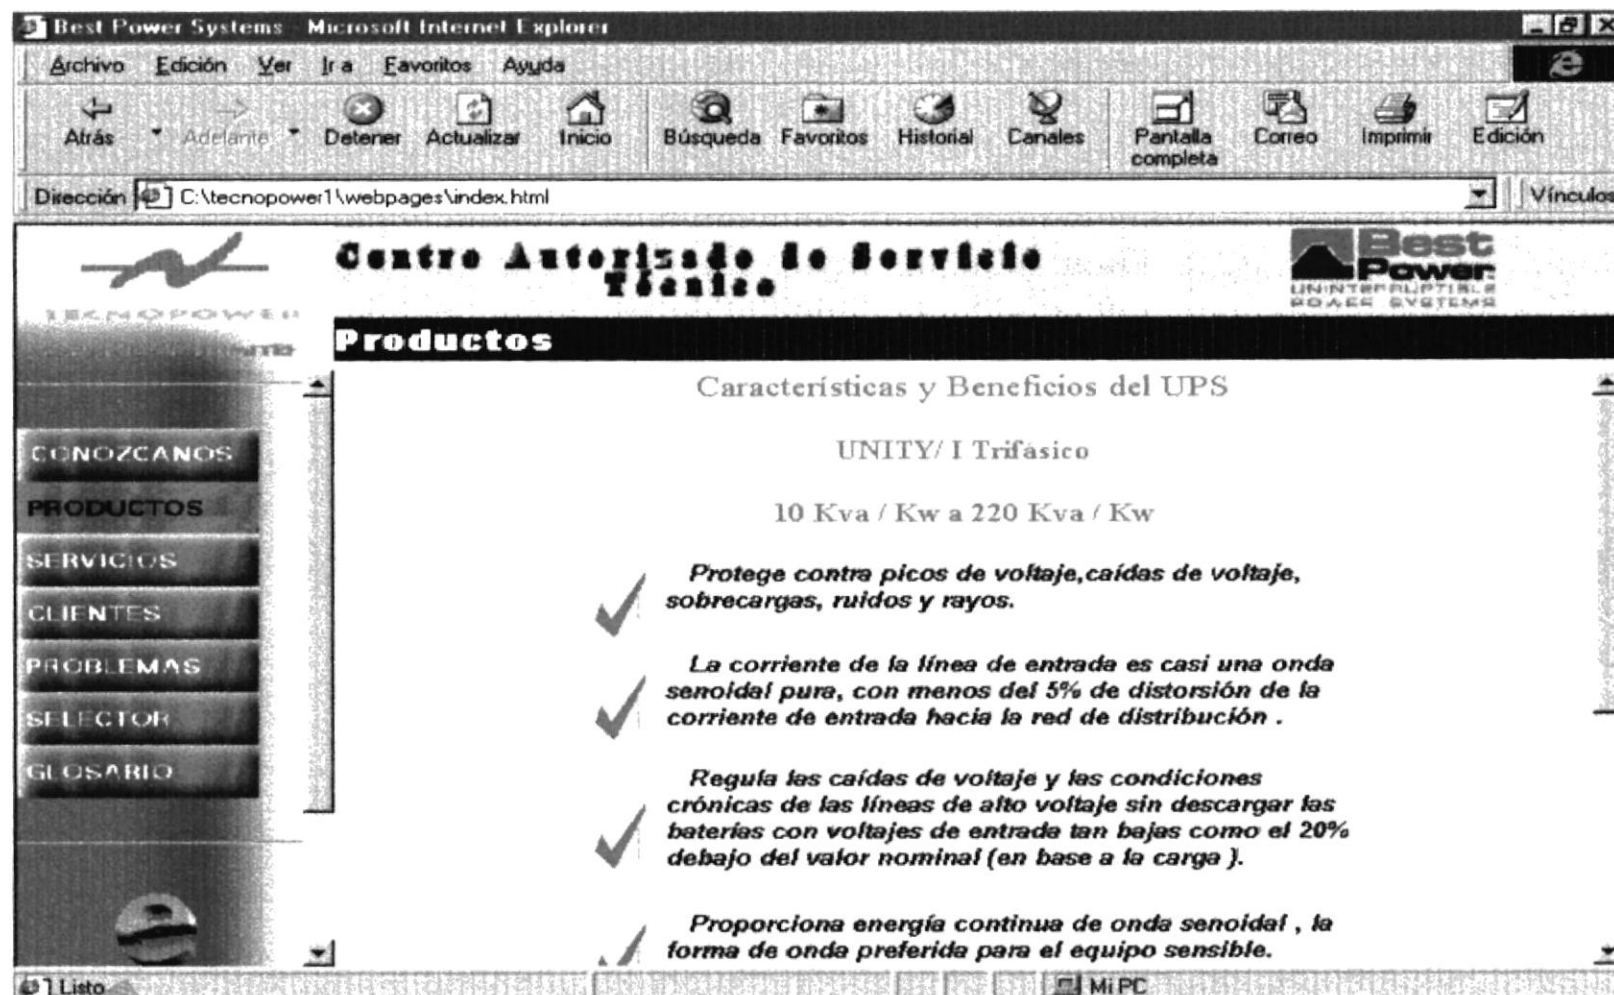 Best Power Systems - Microsoft Internet Explorer
Archivo Edición Ver Ir a Favoritos Ayuda
Atrás Adelante Detener Actualizar Inicio Búsqueda Favoritos Historial Canales Pantalla completa Correo Imprimir Edición
Dirección C:\tecnopower1\webpages\index.html Vínculos
Centro Autorizado de Servicio
Técnico
Best
Power
UNINTERRUPTIBLE
POWER SYSTEMS
TECNOPOWER
Productos
CONOZCANOS
PRODUCTOS
SERVICIOS
CLIENTES
PROBLEMAS
SELECTOR
GLOSARIO
Características y Beneficios del UPS
UNITY/ I Trifásico
10 Kva / Kw a 220 Kva / Kw
Protege contra picos de voltaje,caídas de voltaje,
sobrecargas, ruidos y rayos.
La corriente de la línea de entrada es casi una onda
senoidal pura, con menos del 5% de distorsión de la
corriente de entrada hacia la red de distribución .
Regula las caídas de voltaje y las condiciones
crónicas de las líneas de alto voltaje sin descargar las
baterías con voltajes de entrada tan bajas como el 20%
debajo del valor nominal (en base a la carga ).
Proporciona energía continua de onda senoidal , la
forma de onda preferida para el equipo sensible.
Listo Mi PC